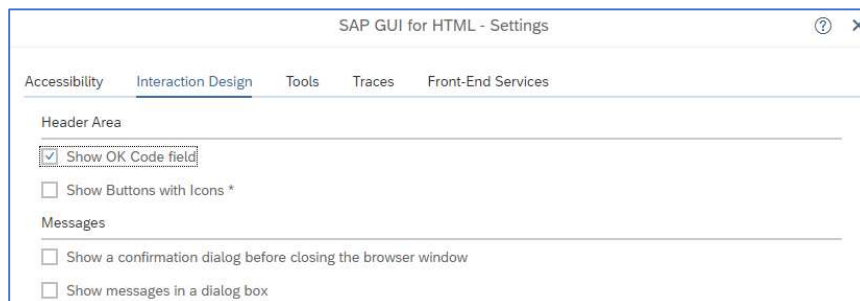 SAP GUI for HTML - Settings
Accessibility Interaction Design Tools Traces Front-End Services
Header Area
Show OK Code field
Show Buttons with Icons *
Messages
Show a confirmation dialog before closing the browser window
Show messages in a dialog box